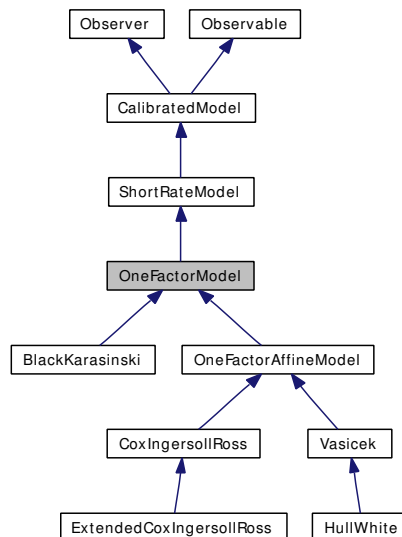 Observer
Observable
CalibratedModel
ShortRateModel
OneFactorModel
BlackKarasinski
OneFactorAffineModel
CoxIngersollRoss
Vasicek
ExtendedCoxIngersollRoss
HullWhite